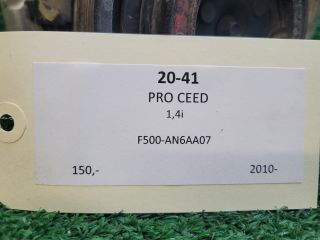 20-41
PRO CEED
1,4i
F500-AN6AA07
150,- 2010-